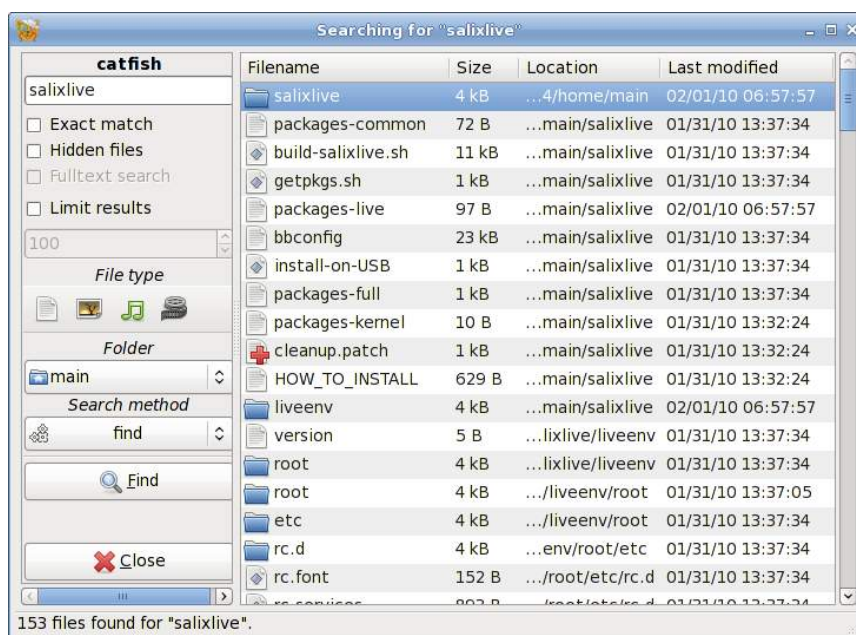 Searching for "salixlive"
catfish
salixlive
Exact match
Hidden files
Fulltext search
Limit results
100
File type
Folder
main
Search method
find
Find
Close
Filename Size Location Last modified
salixlive 4 kB ...4/home/main 02/01/10 06:57:57
packages-common 72 B ...main/salixlive 01/31/10 13:37:34
build-salixlive.sh 11 kB ...main/salixlive 01/31/10 13:37:34
getpkgs.sh 1 kB ...main/salixlive 01/31/10 13:37:34
packages-live 97 B ...main/salixlive 02/01/10 06:57:57
bbconfig 23 kB ...main/salixlive 01/31/10 13:37:34
install-on-USB 1 kB ...main/salixlive 01/31/10 13:37:34
packages-full 1 kB ...main/salixlive 01/31/10 13:37:34
packages-kernel 10 B ...main/salixlive 01/31/10 13:32:24
cleanup.patch 1 kB ...main/salixlive 01/31/10 13:32:24
HOW_TO_INSTALL 629 B ...main/salixlive 01/31/10 13:32:24
liveenv 4 kB ...main/salixlive 02/01/10 06:57:57
version 5 B ...lixlive/liveenv 01/31/10 13:37:34
root 4 kB ...lixlive/liveenv 01/31/10 13:37:34
root 4 kB .../liveenv/root 01/31/10 13:37:05
etc 4 kB .../liveenv/root 01/31/10 13:37:34
rc.d 4 kB ...env/root/etc 01/31/10 13:37:34
rc.font 152 B .../root/etc/rc.d 01/31/10 13:37:34
153 files found for "salixlive".